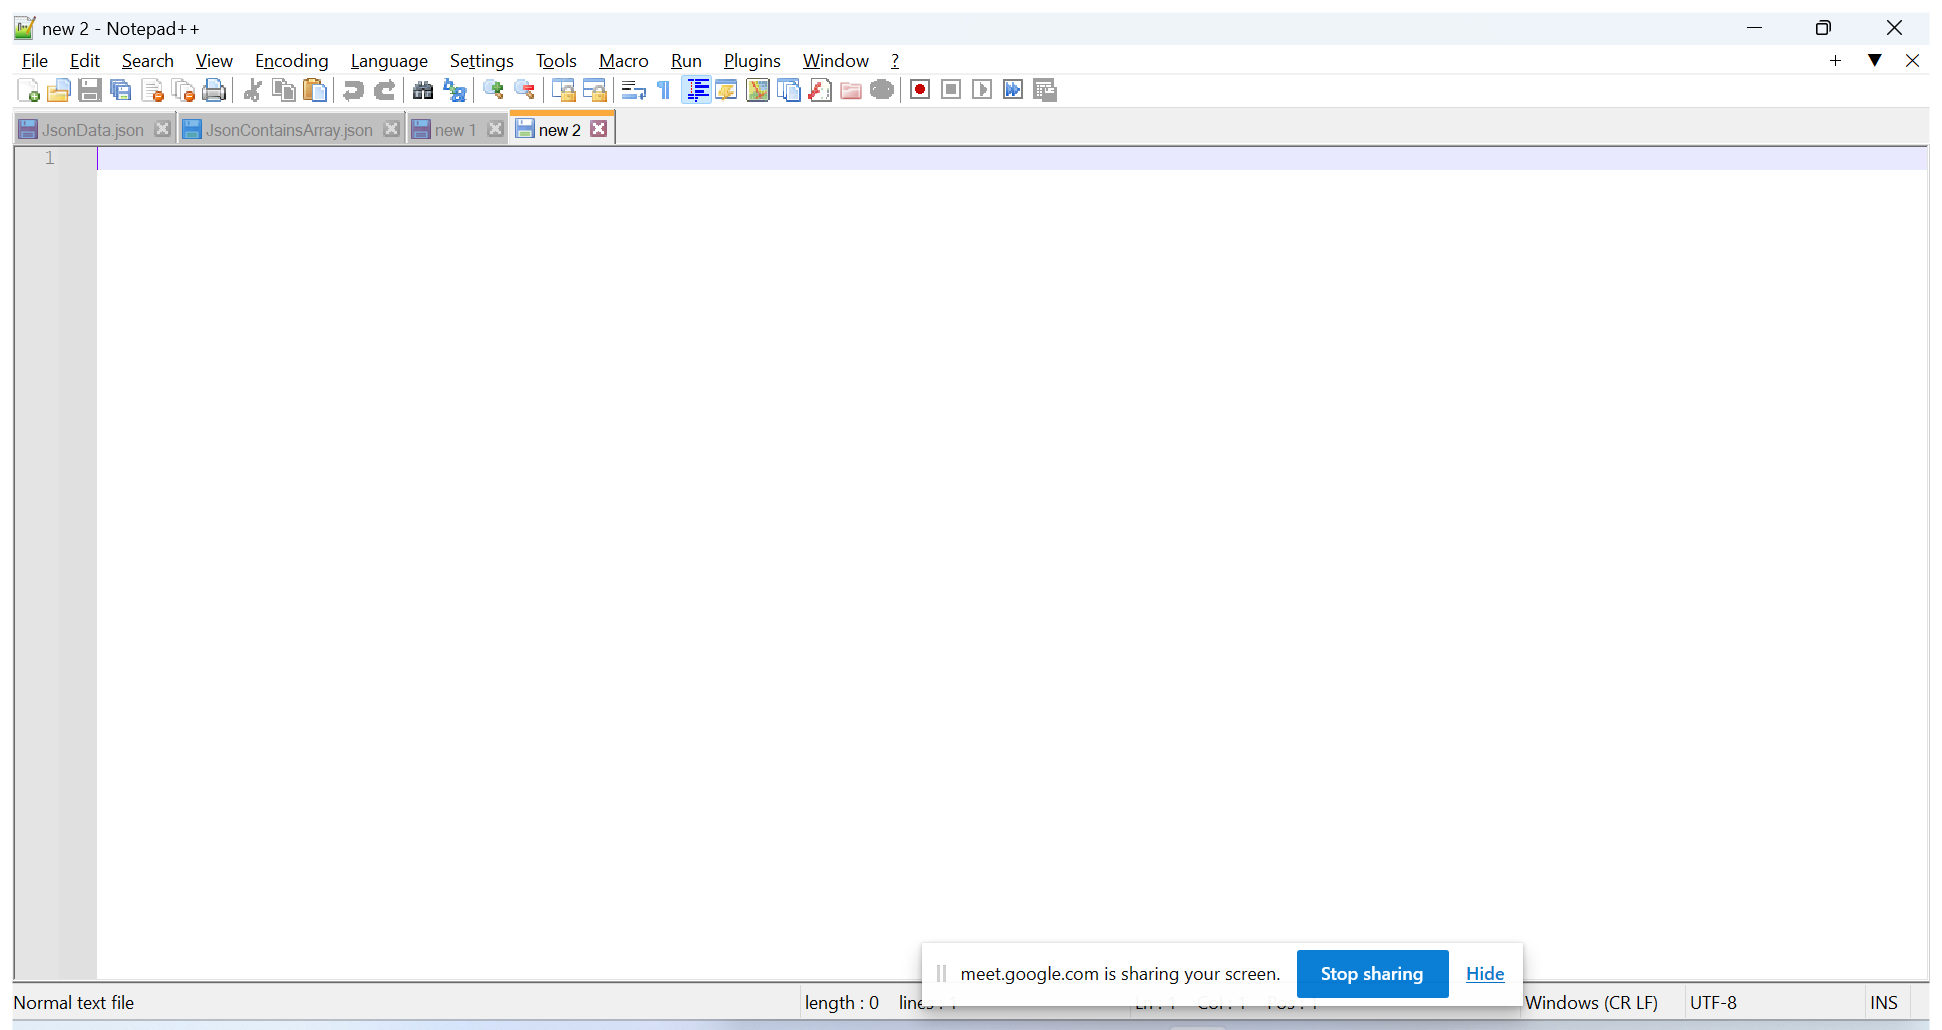 new 2 - Notepad++
File Edit Search View Encoding Language Settings Tools Macro Run Plugins Window ?
JsonData.json JsonContainsArray.json new 1 new 2
1
meet.google.com is sharing your screen. Stop sharing Hide
Normal text file length : 0 Windows (CR LF) UTF-8 INS